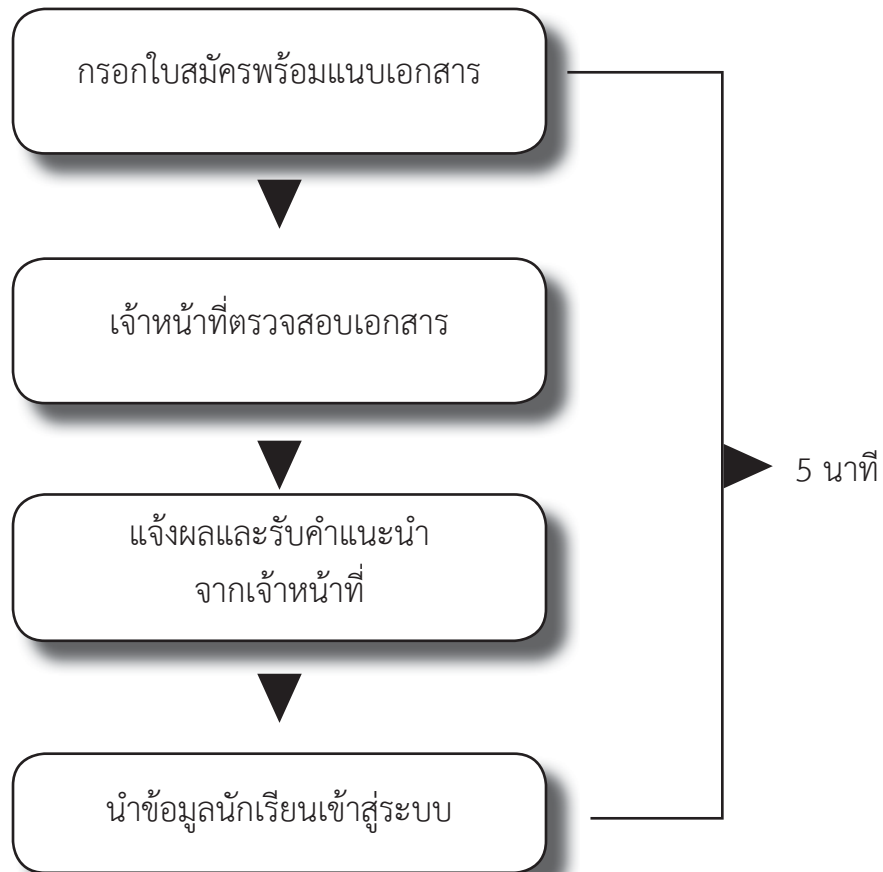 กรอกใบสมัครพร้อมแนบเอกสาร
เจ้าหน้าที่ตรวจสอบเอกสาร
แจ้งผลและรับคำแนะนำ
จากเจ้าหน้าที่
5 นาที
นำข้อมูลนักเรียนเข้าสู่ระบบ